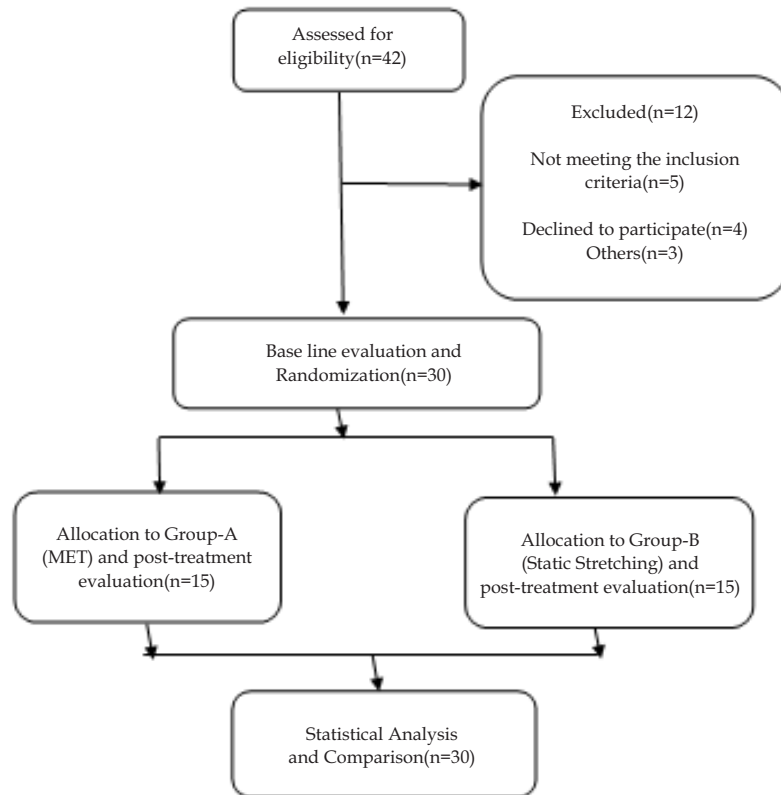 Assessed for
eligibility(n=42)
Excluded(n=12)
Not meeting the inclusion
criteria(n=5)
Declined to participate(n=4)
Others(n=3)
Base line evaluation and
Randomization(n=30)
Allocation to Group-A
(MET) and post-treatment
evaluation(n=15)
Allocation to Group-B
(Static Stretching) and
post-treatment evaluation(n=15)
Statistical Analysis
and Comparison(n=30)